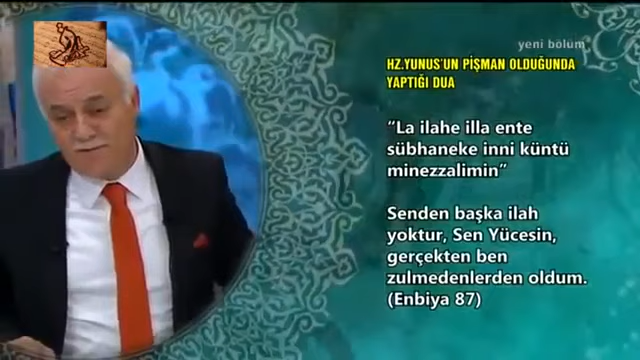 yeni bölüm
HZ.YUNUS'UN PİŞMAN OLDUĞUNDA
YAPTIĞI DUA
"La ilahe illa ente
sübhaneke inni küntü
minezzalimin"
Senden başka ilah
yoktur, Sen Yücesin,
gerçekten ben
zulmedenlerden oldum.
(Enbiya 87)